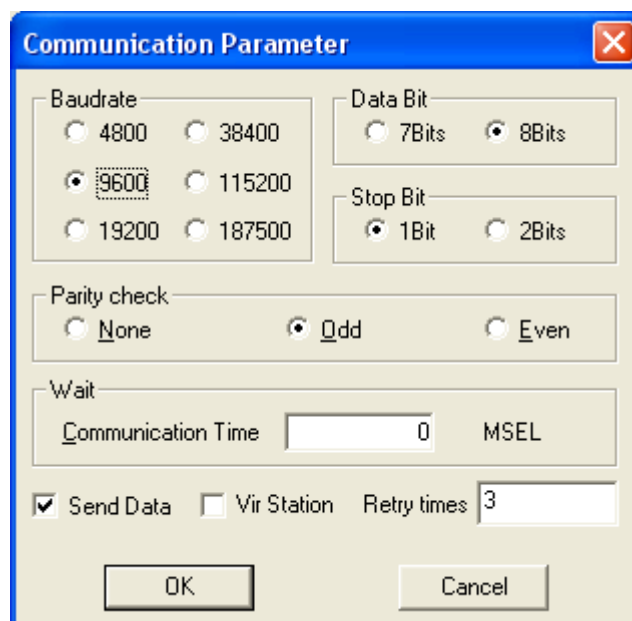 Communication Parameter
Baudrate
4800 38400
9600 115200
19200 187500
Data Bit
7Bits 8Bits
Stop Bit
1Bit 2Bits
Parity check
None Odd Even
Wait
Communication Time 0 MSEL
Send Data Vir Station Retry times 3
OK Cancel